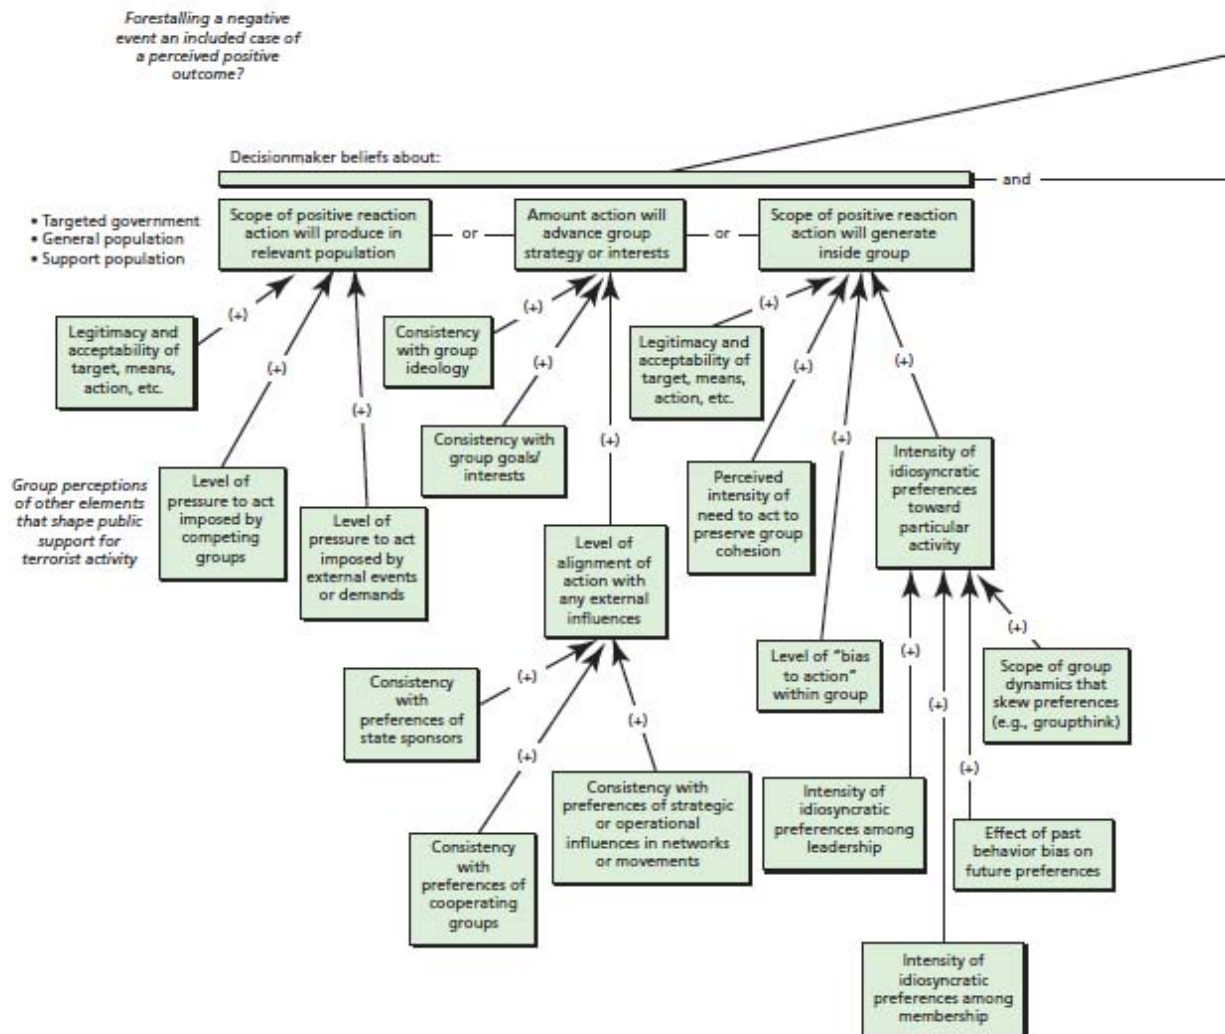 Forestalling a negative
event an included case of
a perceived positive
outcome?
Decisionmaker beliefs about:
and
• Targeted government
• General population
• Support population
Scope of positive reaction
action will produce in
relevant population
or
Amount action will
advance group
strategy or interests
or
Scope of positive reaction
action will generate
inside group
(+)
(+)
(+)
(+)
(+)
(+)
(+)
(+)
(+)
(+)
Legitimacy and
acceptability of
target, means,
action, etc.
Consistency
with group
ideology
Legitimacy and
acceptability of
target, means,
action, etc.
Consistency with
group goals/
interests
Group perceptions
of other elements
that shape public
support for
terrorist activity
Level of
pressure to act
imposed by
competing
groups
Level of
pressure to act
imposed by
external events
or demands
Level of
alignment of
action with
any external
influences
Perceived
intensity of
need to act to
preserve group
cohesion
Intensity of
idiosyncratic
preferences
toward
particular
activity
Level of "bias
to action"
within group
(+)
(+)
(+)
(+)
(+)
(+)
(+)
Scope of group
dynamics that
skew preferences
(e.g., groupthink)
Consistency
with
preferences of
state sponsors
Consistency
with
preferences of
cooperating
groups
Consistency with
preferences of strategic
or operational
influences in networks
or movements
Intensity of
idiosyncratic
preferences among
leadership
Effect of past
behavior bias on
future preferences
Intensity of
idiosyncratic
preferences among
membership